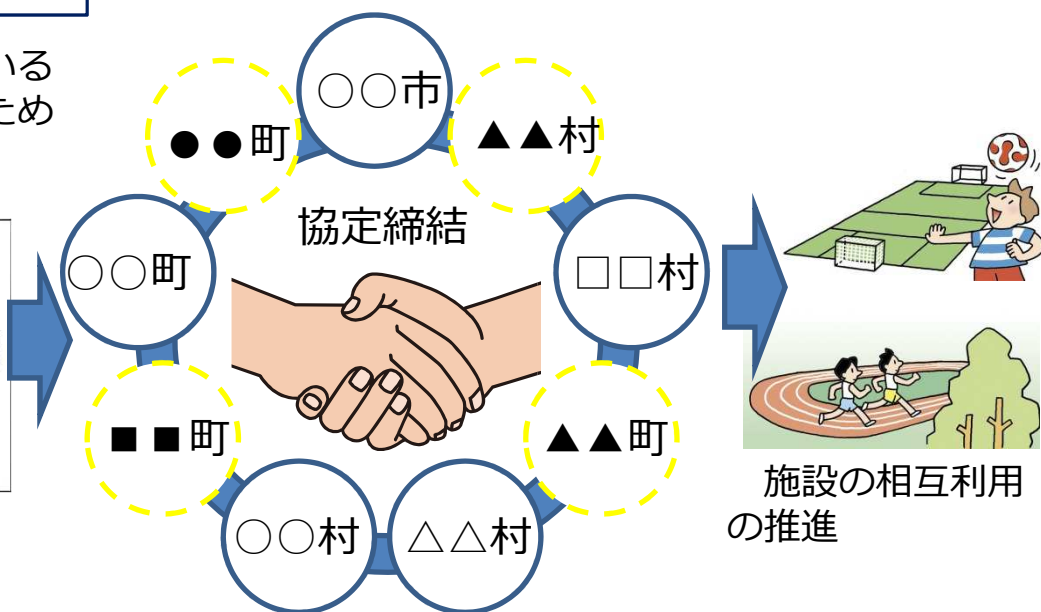 いる
ため
○○市
●●町
▲▲村
協定締結
○○町
□□村
■■町
▲▲町
○○村
△△村
施設の相互利用
の推進